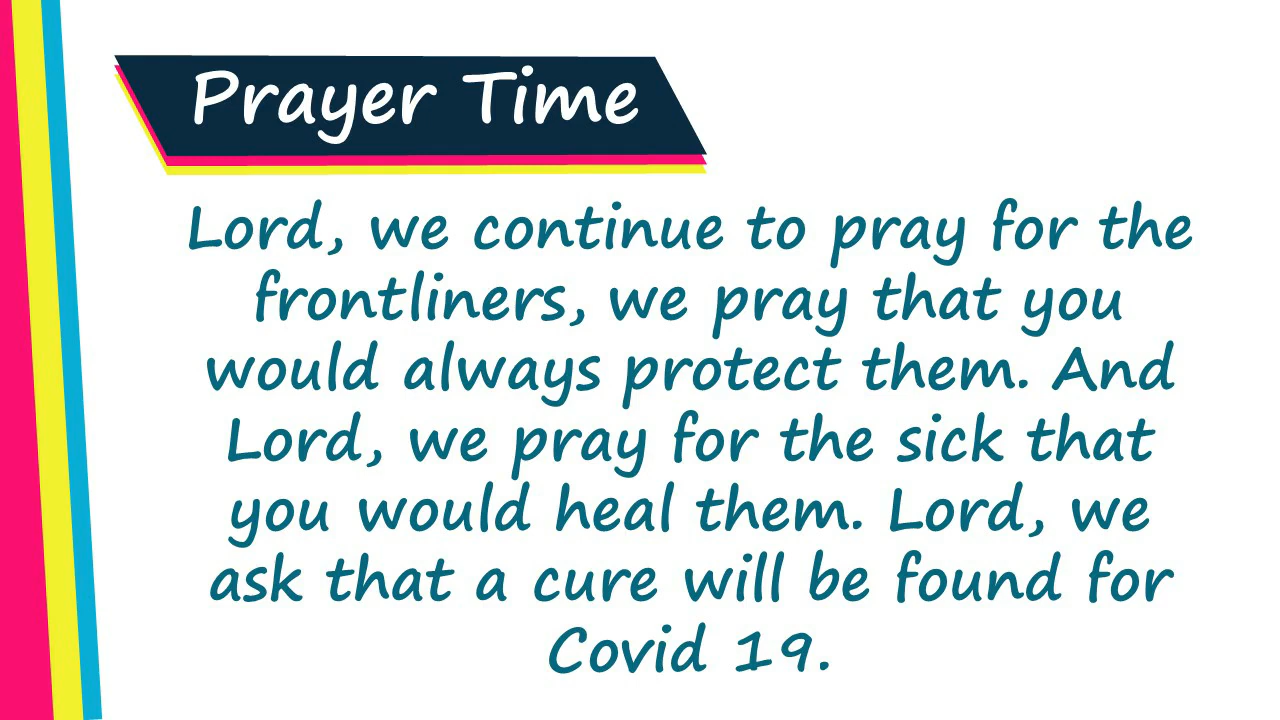 Prayer Time
Lord, we continue to pray for the
frontliners, we pray that you
would always protect them. And
Lord, we pray for the sick that
you would heal them. Lord, we
ask that a cure will be found for
Covid 19.